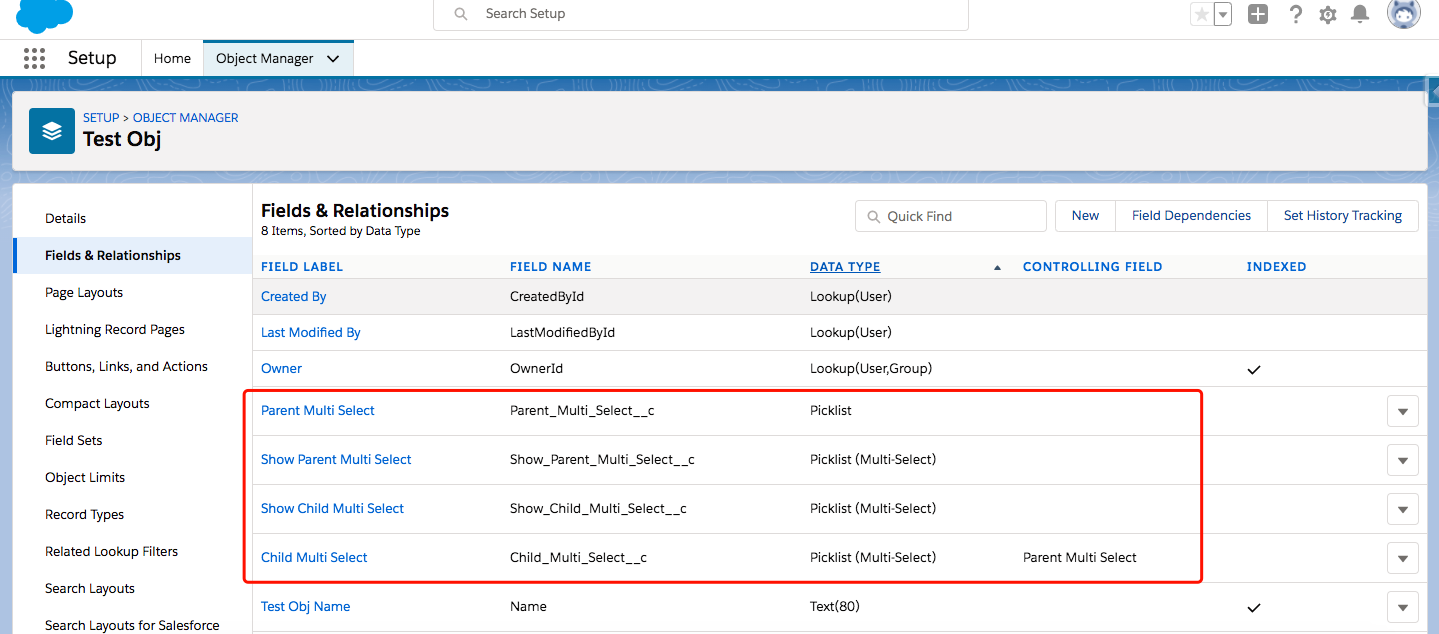 Search Setup
Setup Home Object Manager
SETUP > OBJECT MANAGER
Test Obj
Details
Fields & Relationships
Page Layouts
Lightning Record Pages
Buttons, Links, and Actions
Compact Layouts
Field Sets
Object Limits
Record Types
Related Lookup Filters
Search Layouts
Search Layouts for Salesforce
Fields & Relationships
8 Items, Sorted by Data Type
Quick Find New Field Dependencies Set History Tracking
FIELD LABEL FIELD NAME DATA TYPE CONTROLLING FIELD INDEXED
Created By CreatedById Lookup(User)
Last Modified By LastModifiedById Lookup(User)
Owner OwnerId Lookup(User,Group)
Parent Multi Select Parent_Multi_Select__c Picklist
Show Parent Multi Select Show_Parent_Multi_Select__c Picklist (Multi-Select)
Show Child Multi Select Show_Child_Multi_Select__c Picklist (Multi-Select)
Child Multi Select Child_Multi_Select__c Picklist (Multi-Select) Parent Multi Select
Test Obj Name Name Text(80)